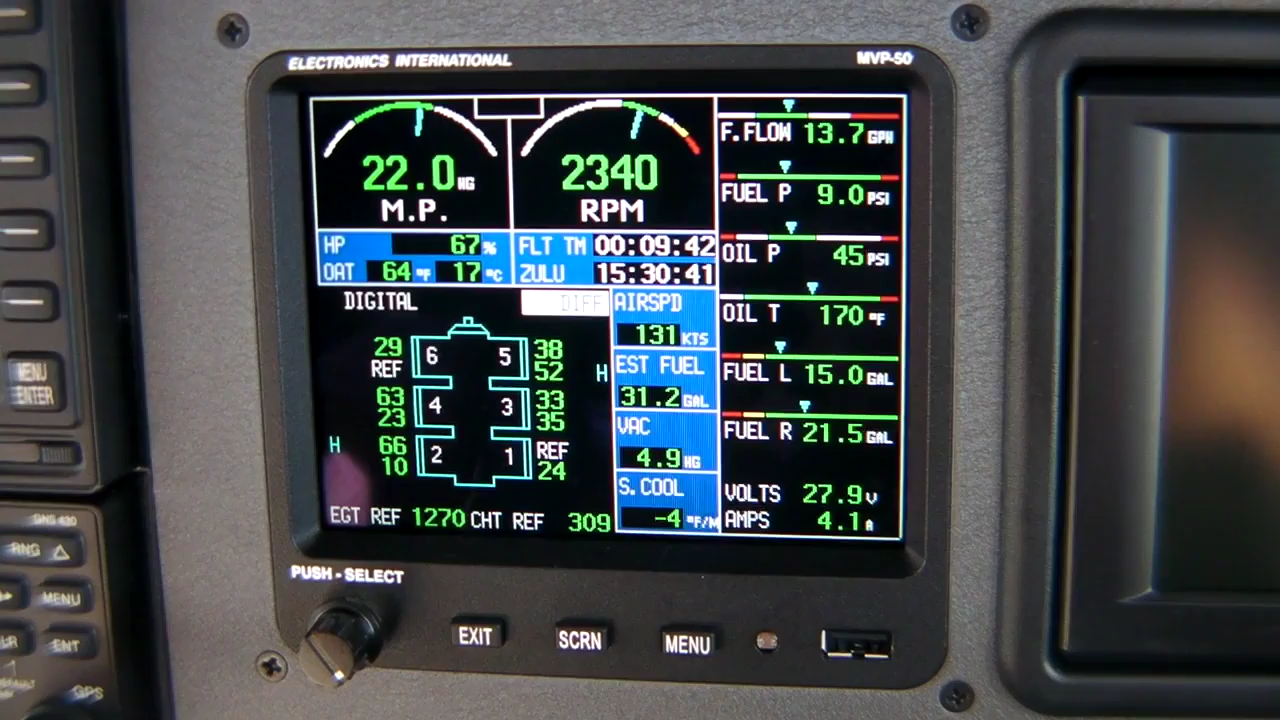 ELECTRONICS INTERNATIONAL
MVP-50
22.0 HG
M.P.
2340
RPM
F.FLOW 13.7 GPH
FUEL P 9.0 PSI
OIL P 45 PSI
OIL T 170 °F
FUEL L 15.0 GAL
FUEL R 21.5 GAL
VOLTS 27.9 V
AMPS 4.1 A
HP 67 %
OAT 64 °F 17 °C
FLT TM 00:09:42
ZULU 15:30:41
DIGITAL DIFF
AIRSPD
131 KTS
EST FUEL
31.2 GAL
VAC
4.9 HG
S.COOL
-4 °F/M
29 6 5 38
REF 52 H
63 4 3 33
23 35
H 66 2 1 REF
10 24
EGT REF 1270 CHT REF 309
PUSH - SELECT
EXIT
SCRN
MENU
MENU
ENTER
GNS 430
RNG
MENU
CLR
ENT
GPS